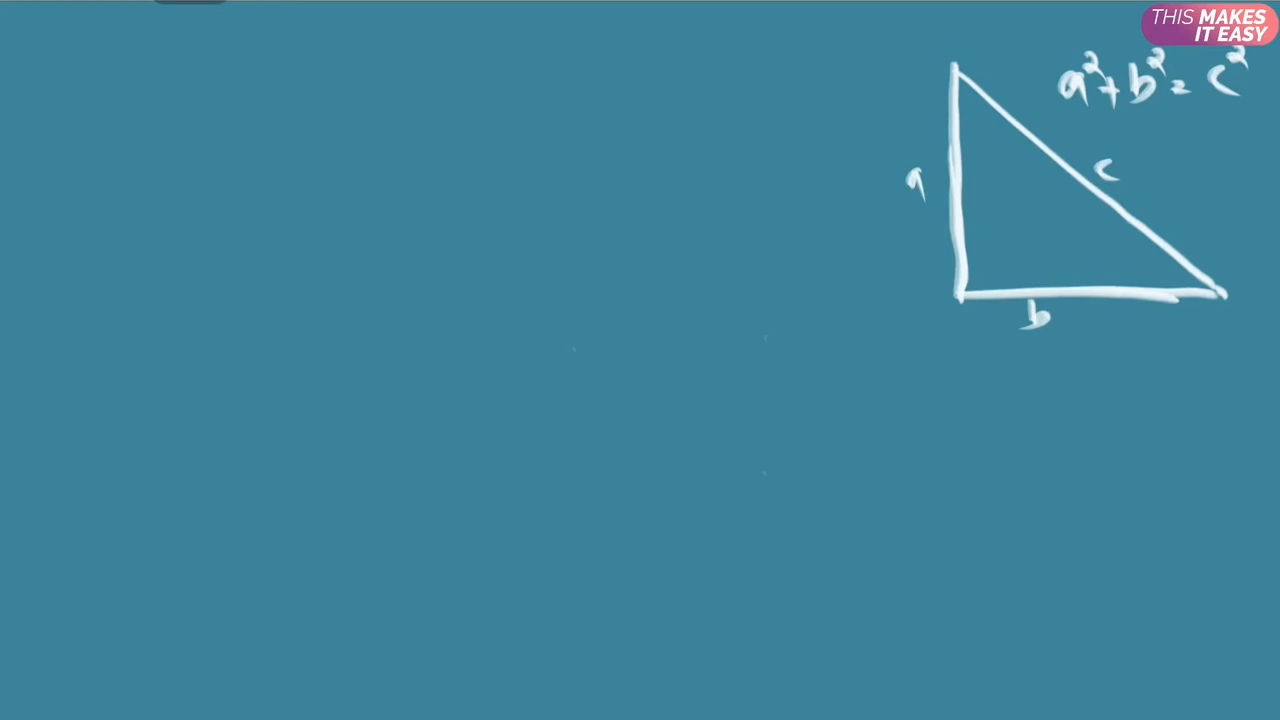 THIS MAKES
IT EASY
a²+b²=c²
a
c
b